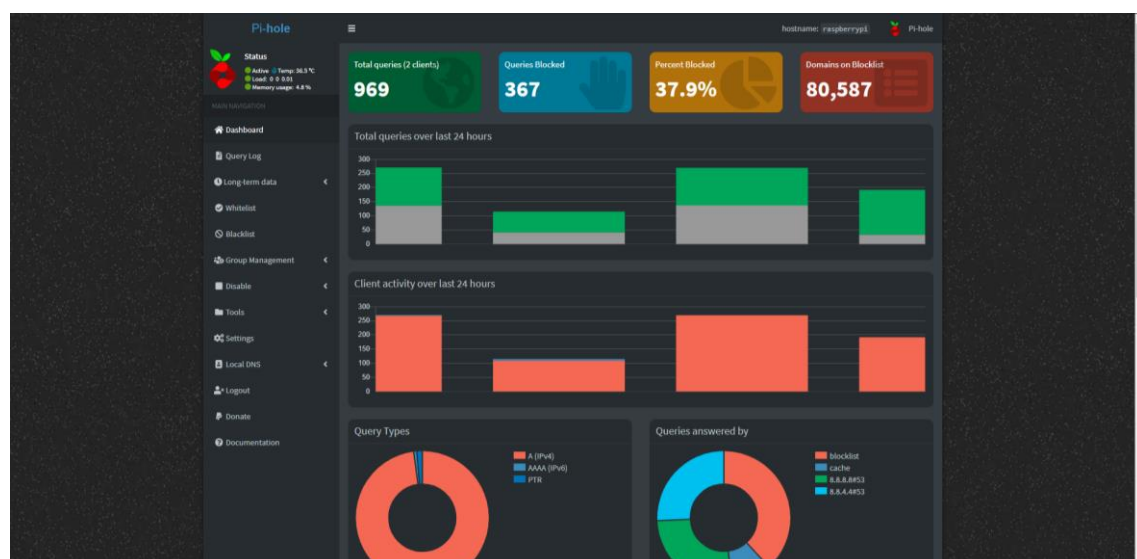 Pi-hole
hostname: raspberrypi
Pi-hole
Status
Active Temp: 36.5 °C
Load: 0 0 0.01
Memory usage: 4.8 %
MAIN NAVIGATION
Dashboard
Query Log
Long-term data
Whitelist
Blacklist
Group Management
Disable
Tools
Settings
Local DNS
Logout
Donate
Documentation
Total queries (2 clients)
969
Queries Blocked
367
Percent Blocked
37.9%
Domains on Blocklist
80,587
Total queries over last 24 hours
300
250
200
150
100
50
0
Client activity over last 24 hours
300
250
200
150
100
50
0
Query Types
A (IPv4)
AAAA (IPv6)
PTR
Queries answered by
blocklist
cache
8.8.8.8#53
8.8.4.4#53